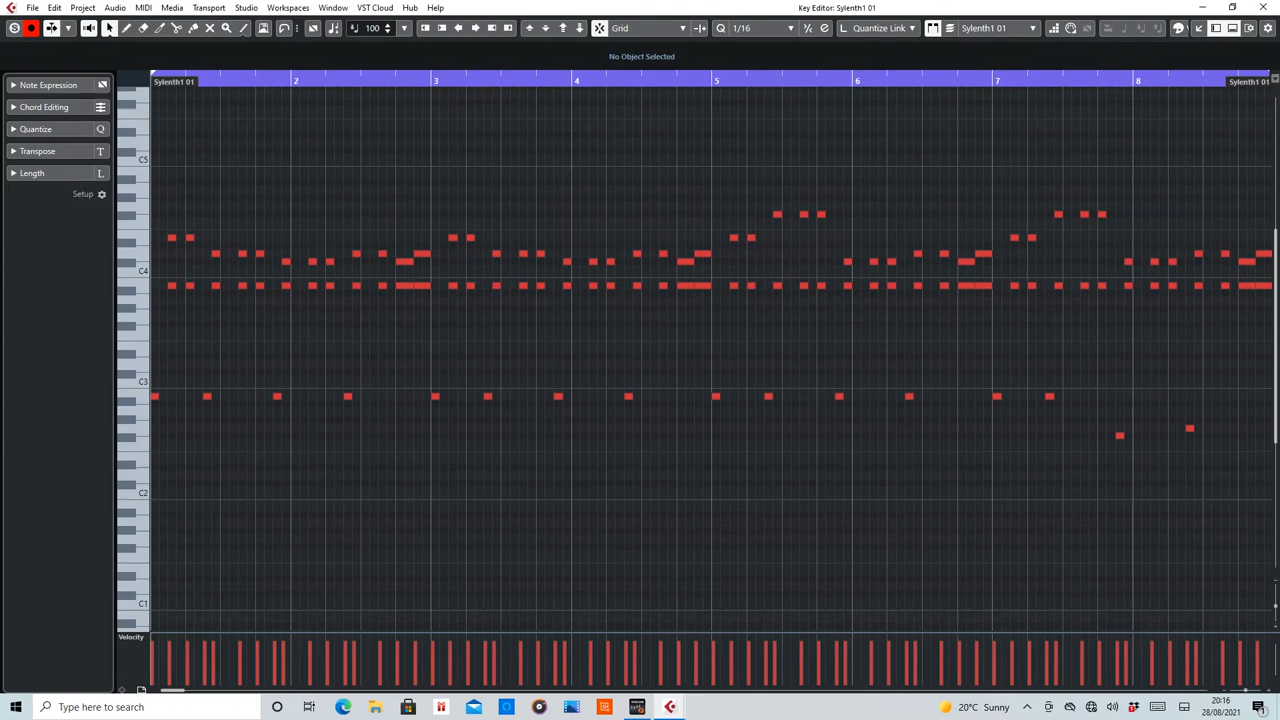 Key Editor: Sylenth1 01
File Edit Project Audio MIDI Media Transport Studio Workspaces Window VST Cloud Hub Help
100 Grid 1/16 Quantize Link Sylenth1 01
No Object Selected
2 3 4 5 6 7 8
Sylenth1 01 Sylenth1 01
Note Expression
Chord Editing
Quantize Q
Transpose T
Length L
Setup
C5
C4
C3
C2
C1
Velocity
Type here to search
20°C Sunny
20:16
28/08/2021